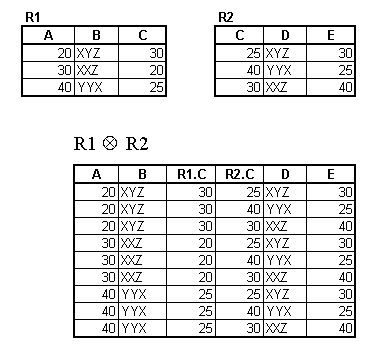 R1 R2
A B C C D E
20 XYZ 30 25 XYZ 30
30 XXZ 20 40 YYX 25
40 YYX 25 30 XXZ 40
R1 ⊗ R2
A B R1.C R2.C D E
20 XYZ 30 25 XYZ 30
20 XYZ 30 40 YYX 25
20 XYZ 30 30 XXZ 40
30 XXZ 20 25 XYZ 30
30 XXZ 20 40 YYX 25
30 XXZ 20 30 XXZ 40
40 YYX 25 25 XYZ 30
40 YYX 25 40 YYX 25
40 YYX 25 30 XXZ 40